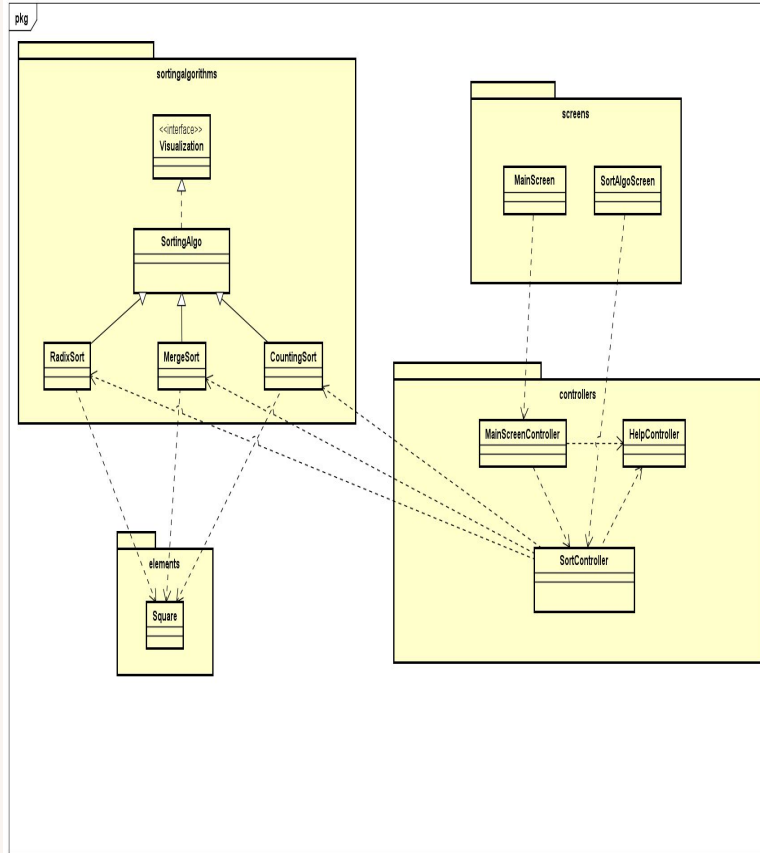 pkg
sortingalgorithms
<<interface>>
Visualization
SortingAlgo
RadixSort
MergeSort
CountingSort
screens
MainScreen
SortAlgoScreen
controllers
MainScreenController
HelpController
SortController
elements
Square